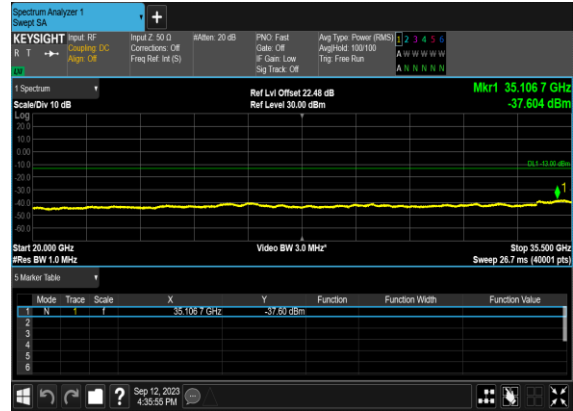 Spectrum Analyzer 1
Swept SA
+
KEYSIGHT Input: RF Input Z: 50 Ω #Atten: 20 dB PNO: Fast Avg Type: Power (RMS) 1 2 3 4 5 6
R T Coupling: DC Corrections: Off Gate: Off Avg|Hold: 100/100 A W W W W W
Align: Off Freq Ref: Int (S) IF Gain: Low Trig: Free Run
LXI Sig Track: Off A N N N N N
1 Spectrum Ref Lvl Offset 22.48 dB Mkr1 35.106 7 GHz
Scale/Div 10 dB Ref Level 30.00 dBm -37.604 dBm
Log
20.0
10.0
0.00
-10.0 DL1 -13.00 dBm
-20.0
-30.0 1
-40.0
-50.0
-60.0
Start 20.000 GHz Video BW 3.0 MHz* Stop 35.500 GHz
#Res BW 1.0 MHz Sweep 26.7 ms (40001 pts)
5 Marker Table
Mode Trace Scale X Y Function Function Width Function Value
1 N 1 f 35.106 7 GHz -37.60 dBm
2
3
4
5
6
? Sep 12, 2023
4:35:55 PM